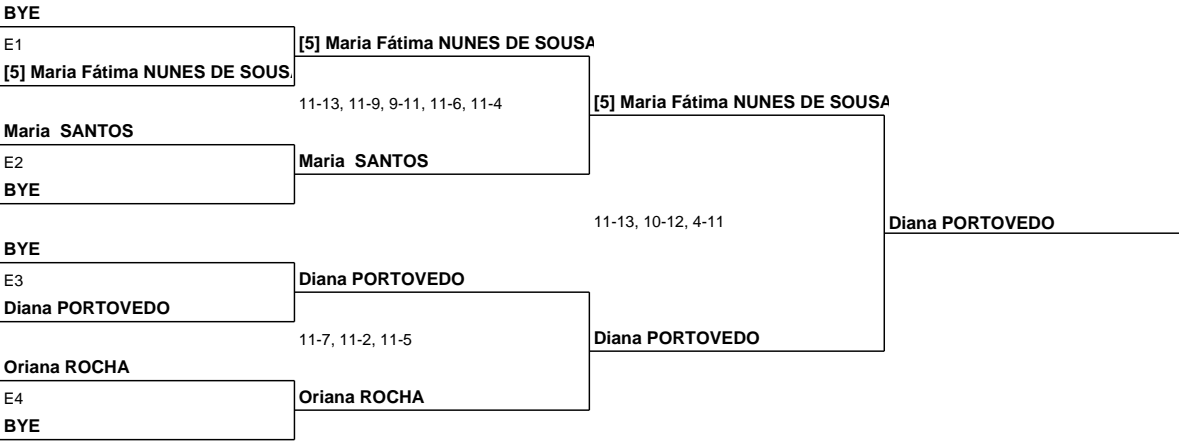 BYE
E1
[5] Maria Fátima NUNES DE SOUSA
[5] Maria Fátima NUNES DE SOUS
11-13, 11-9, 9-11, 11-6, 11-4
[5] Maria Fátima NUNES DE SOUSA
Maria SANTOS
E2
Maria SANTOS
BYE
11-13, 10-12, 4-11
Diana PORTOVEDO
BYE
E3
Diana PORTOVEDO
Diana PORTOVEDO
11-7, 11-2, 11-5
Diana PORTOVEDO
Oriana ROCHA
E4
Oriana ROCHA
BYE